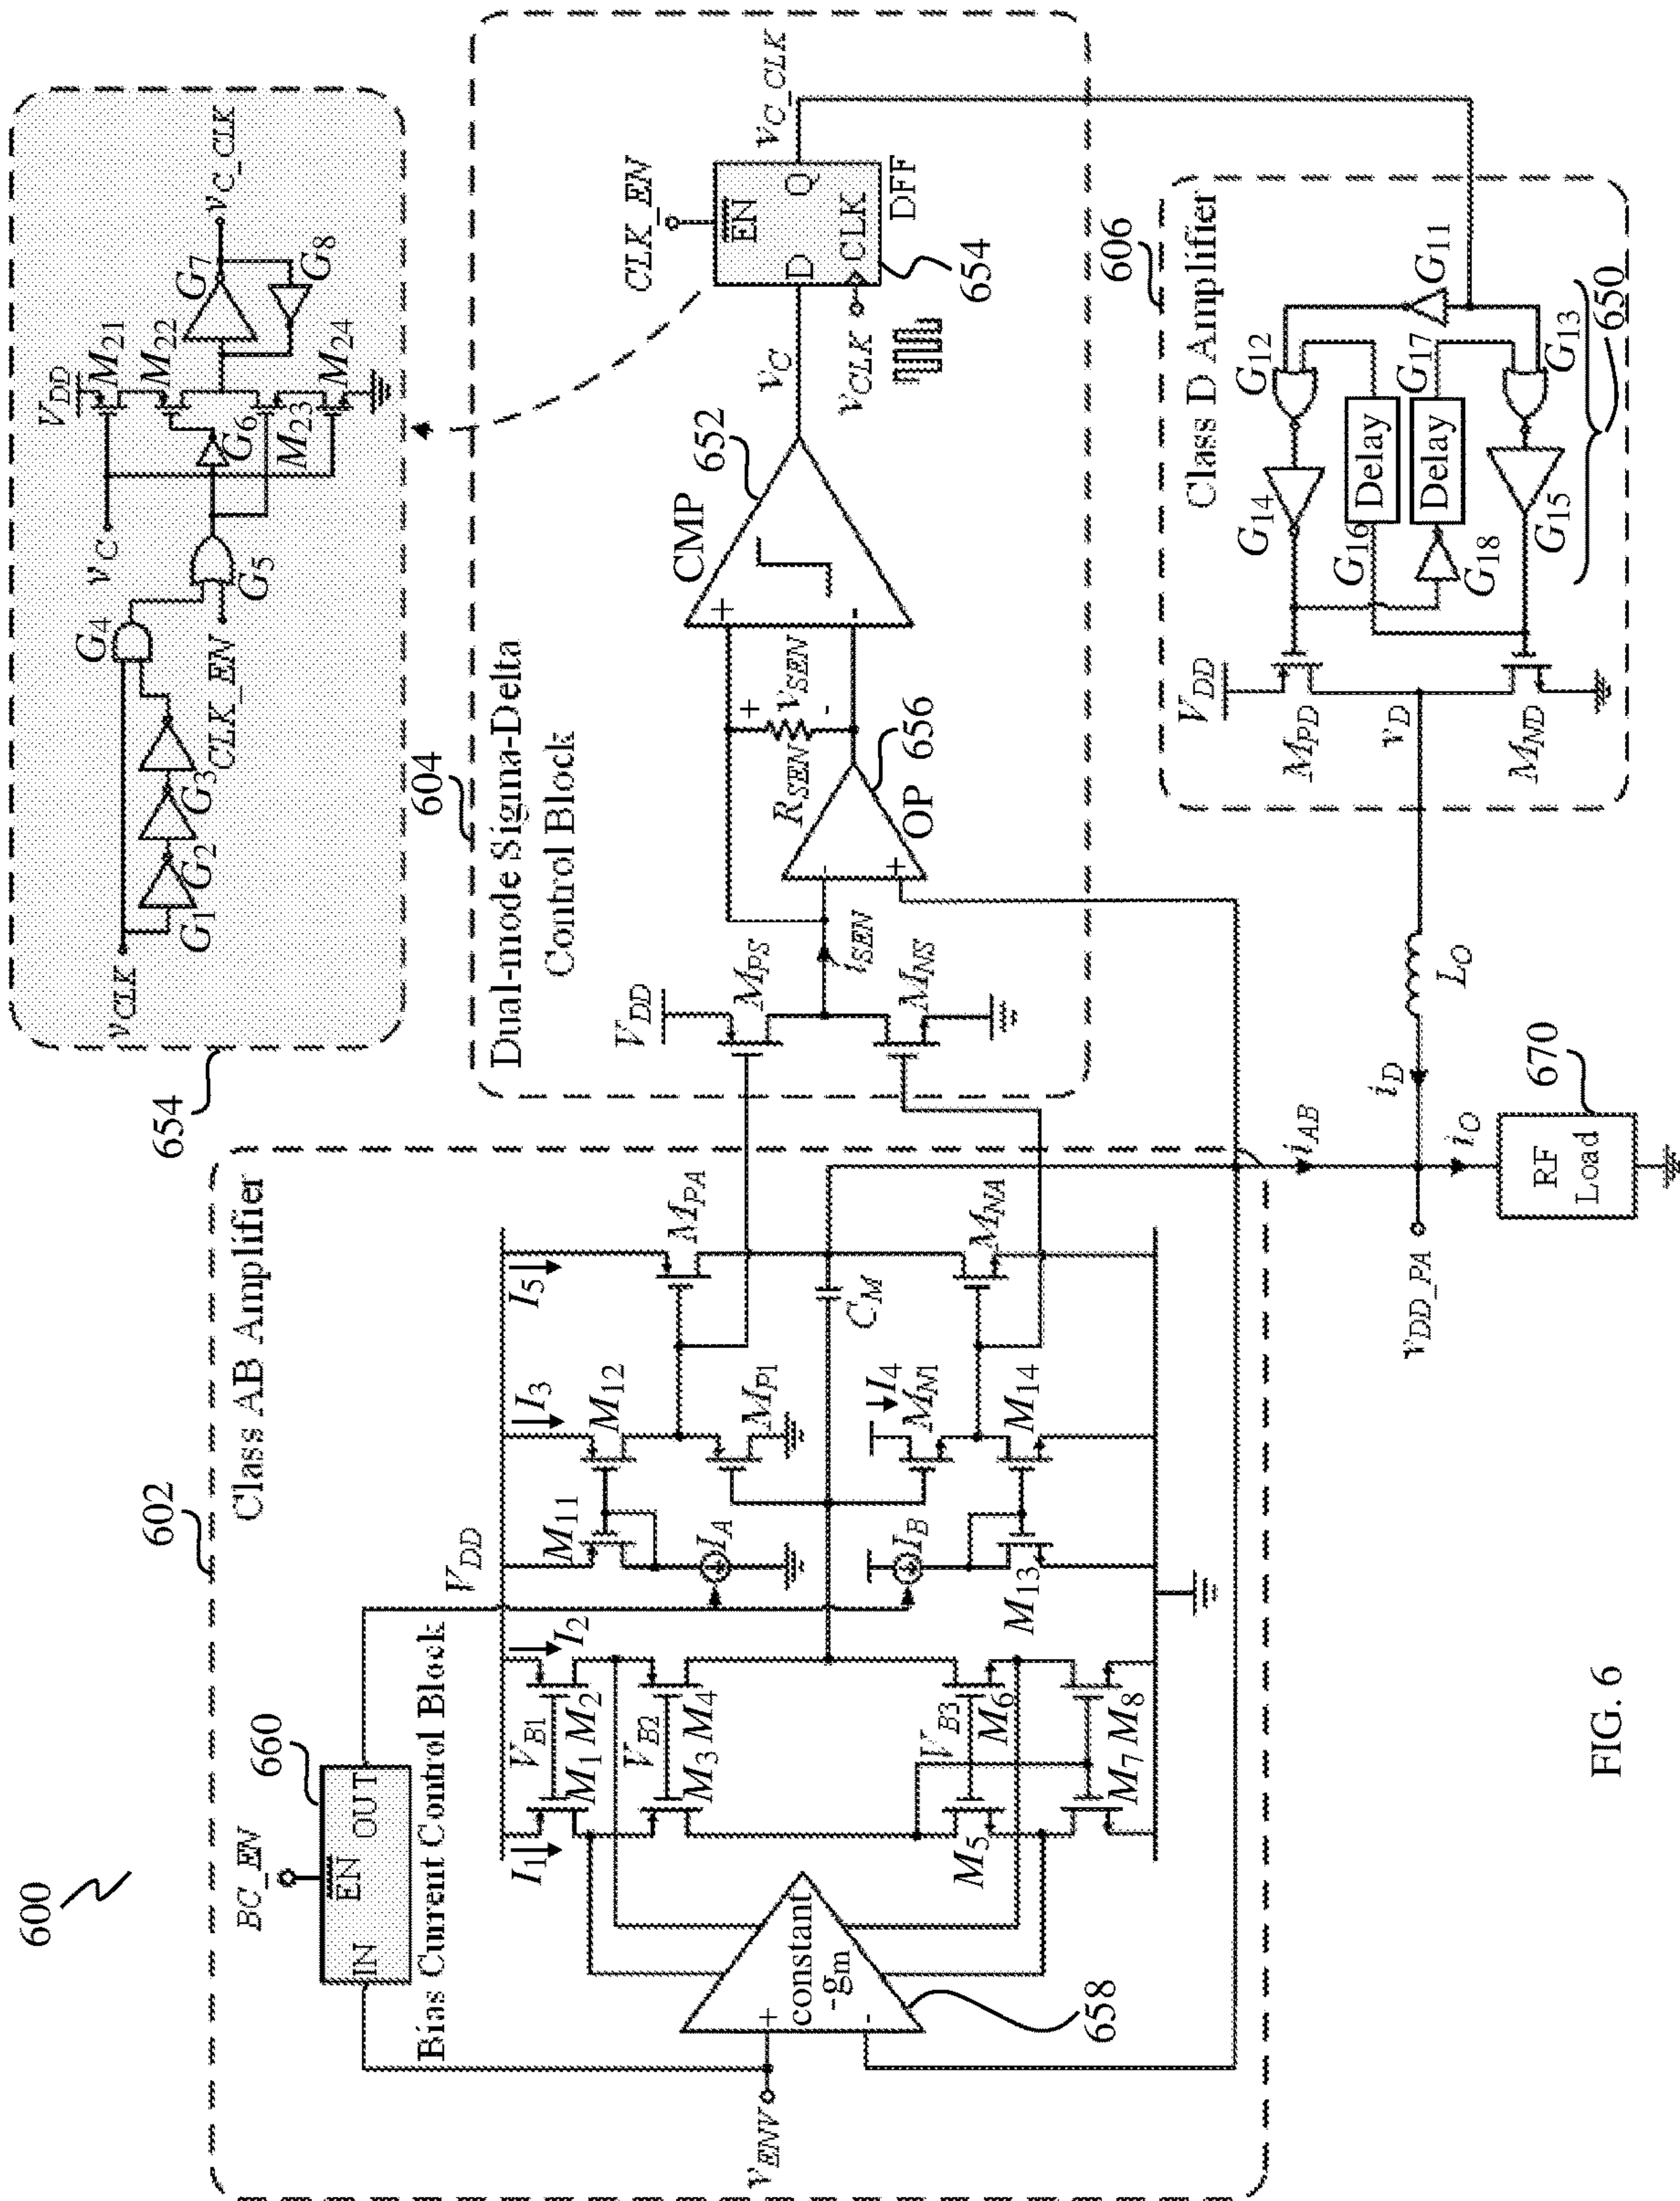 600
602
Class AB Amplifier
BC_EN
660
IN
EN
OUT
Bias Current Control Block
vENV
+
-
constant
-gm
658
VDD
I1
I2
I3
I5
VB1
M1
M2
VB2
M3
M4
VB3
M5
M6
M7
M8
M11
M12
IA
IB
M13
MP1
I4
MN1
M14
MPA
CM
MNA
654
vCLK
G1
G2
G3
G4
CLK_EN
G5
vC
VDD
M21
M22
G6
M23
M24
G7
G8
vC_CLK
604
Dual-mode Sigma-Delta
Control Block
VDD
MPS
iSEN
MNS
-
+
OP
656
RSEN
+
vSEN
-
CMP
652
+
-
vC
CLK_EN
EN
D
Q
CLK
DFF
vCLK
654
vC_CLK
606
Class D Amplifier
VDD
MPD
vD
MND
G14
G12
G16
Delay
G17
Delay
G18
G15
G11
G13
650
iAB
iD
LO
iO
vDD_PA
RF
Load
670
FIG. 6